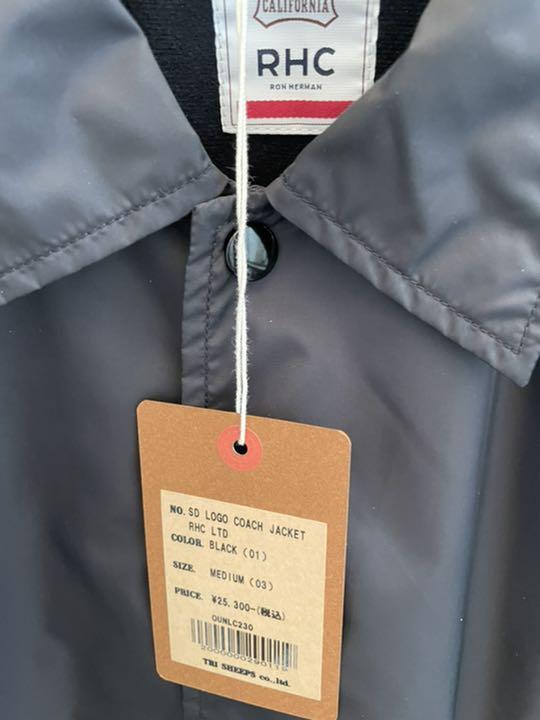 CALIFORNIA
RHC
RON HERMAN
NO. SD LOGO COACH JACKET
RHC LTD
COLOR. BLACK (01)
SIZE. MEDIUM (03)
PRICE. ¥25,300-(税込)
OUNLC230
2000000290119
TRI SHEEPS co.,ltd.